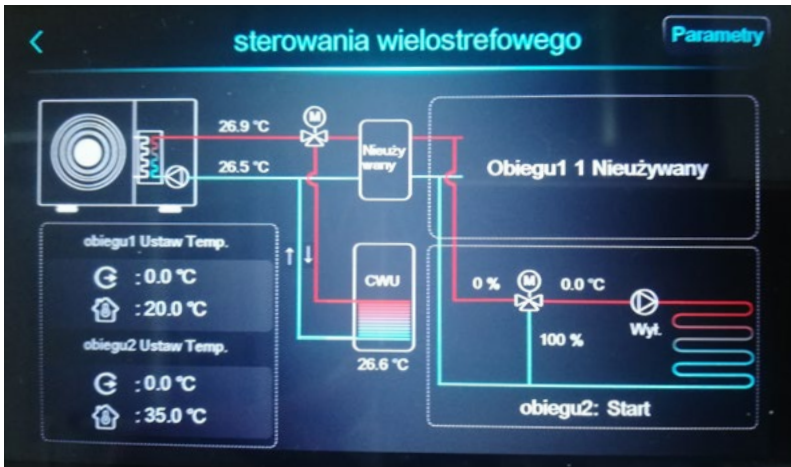 sterowania wielostrefowego
Parametry
26.9 °C
M
26.5 °C
Nieuży
wany
Obiegu1 1 Nieużywany
obiegu1 Ustaw Temp.
: 0.0 °C
: 20.0 °C
obiegu2 Ustaw Temp.
: 0.0 °C
: 35.0 °C
CWU
26.6 °C
0 %
M
0.0 °C
100 %
Wył.
obiegu2: Start